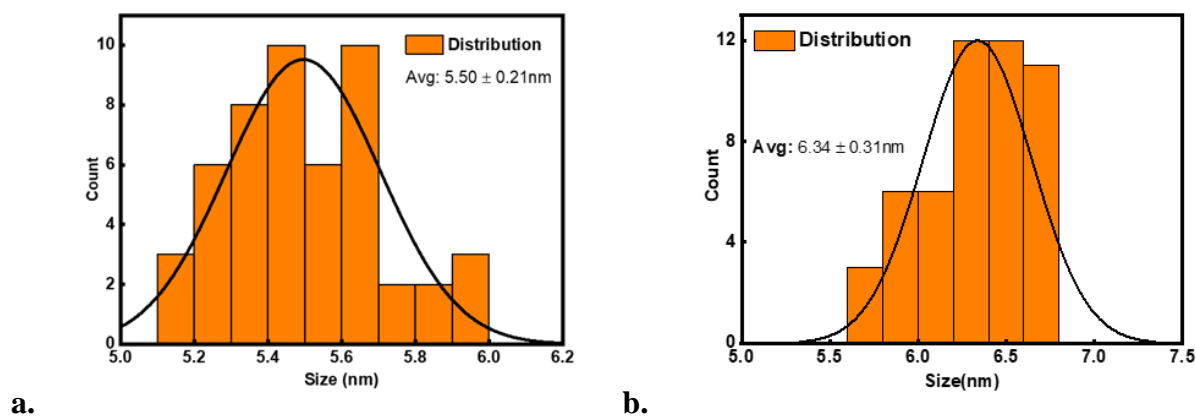 10
8
6
4
2
0
Count
Distribution
Avg: 5.50 ± 0.21nm
5.0 5.2 5.4 5.6 5.8 6.0 6.2
Size (nm)
a.
12
8
4
0
Count
Distribution
Avg: 6.34 ±0.31nm
5.0 5.5 6.0 6.5 7.0 7.5
Size(nm)
b.